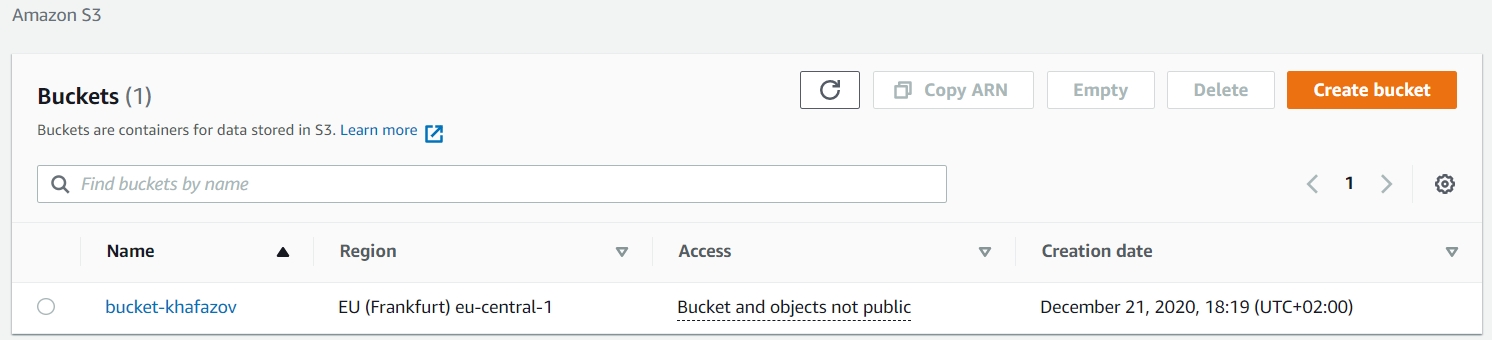 Amazon S3
Buckets (1)
Copy ARN
Empty
Delete
Create bucket
Buckets are containers for data stored in S3. Learn more
Find buckets by name
1
Name Region Access Creation date
bucket-khafazov EU (Frankfurt) eu-central-1 Bucket and objects not public December 21, 2020, 18:19 (UTC+02:00)